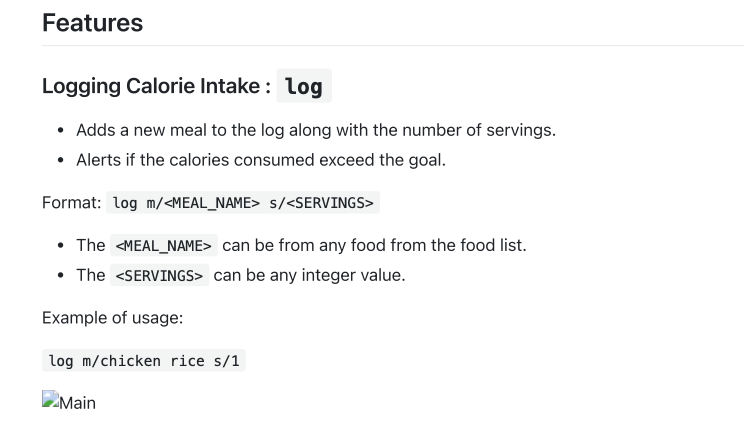 Features
Logging Calorie Intake : log
• Adds a new meal to the log along with the number of servings.
• Alerts if the calories consumed exceed the goal.
Format: log m/<MEAL_NAME> s/<SERVINGS>
• The <MEAL_NAME> can be from any food from the food list.
• The <SERVINGS> can be any integer value.
Example of usage:
log m/chicken rice s/1
Main